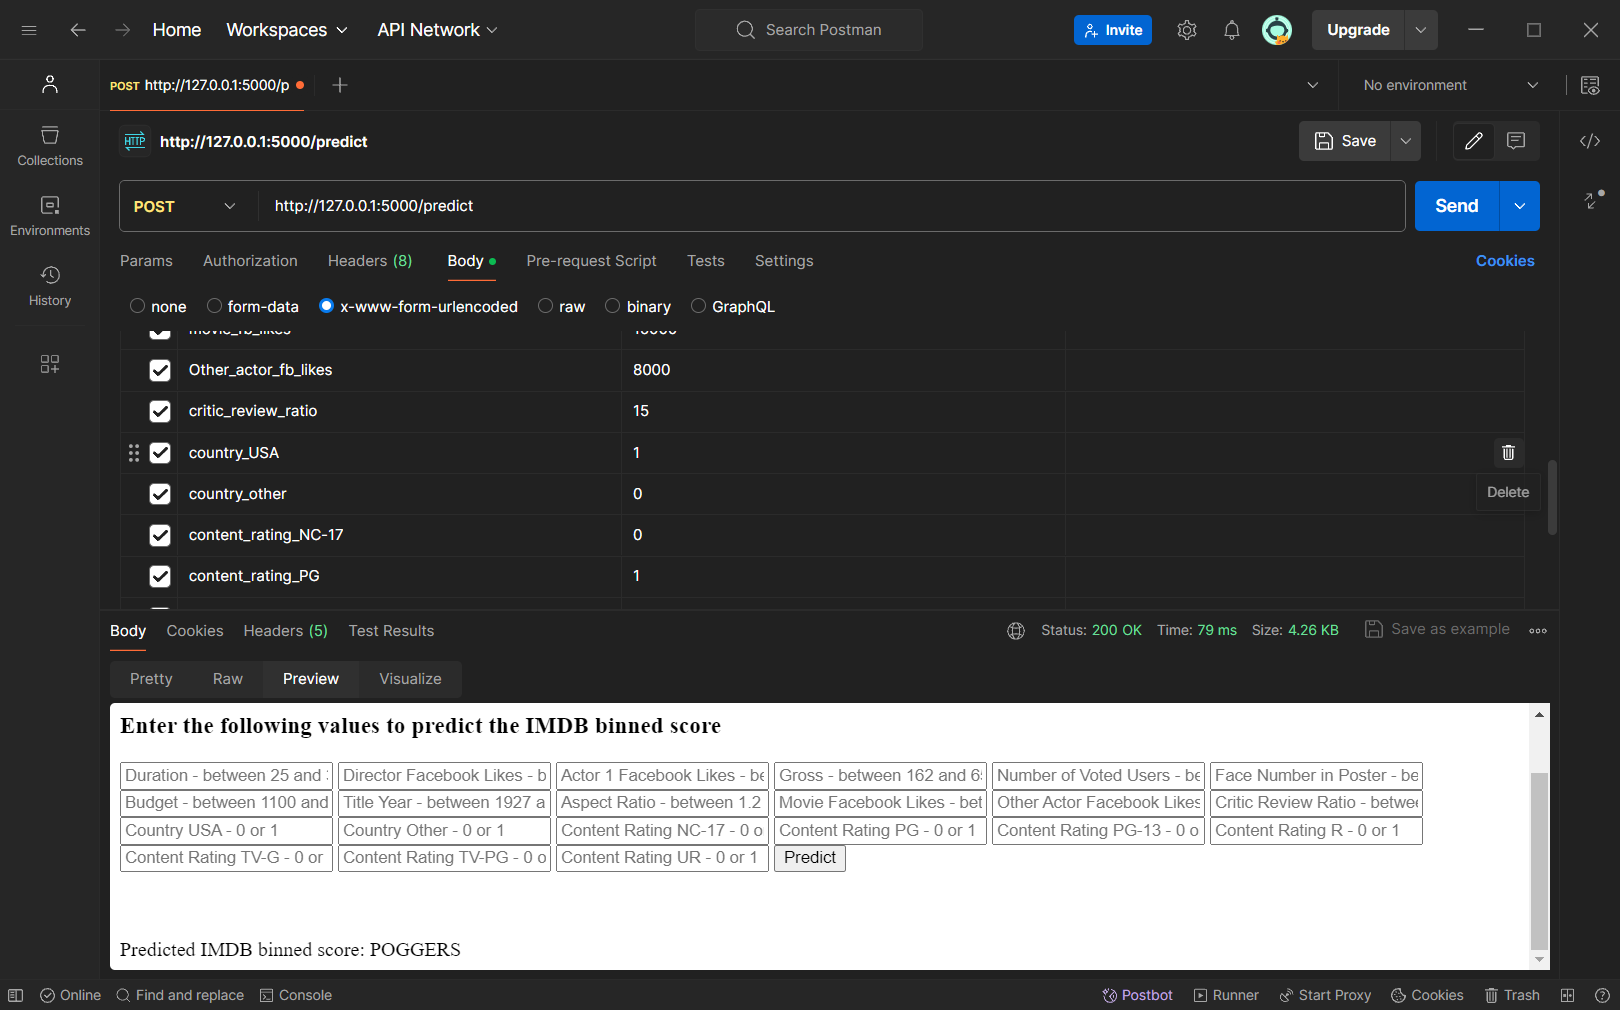 Home Workspaces API Network Search Postman Invite Upgrade
POST http://127.0.0.1:5000/p No environment
HTTP http://127.0.0.1:5000/predict Save
Collections
POST http://127.0.0.1:5000/predict Send
Environments
Params Authorization Headers (8) Body Pre-request Script Tests Settings Cookies
History
none form-data x-www-form-urlencoded raw binary GraphQL
Other_actor_fb_likes 8000
critic_review_ratio 15
country_USA 1
country_other 0
Delete
content_rating_NC-17 0
content_rating_PG 1
Body Cookies Headers (5) Test Results Status: 200 OK Time: 79 ms Size: 4.26 KB Save as example
Pretty Raw Preview Visualize
Enter the following values to predict the IMDB binned score
Duration - between 25 and Director Facebook Likes - b Actor 1 Facebook Likes - be Gross - between 162 and 6 Number of Voted Users - be Face Number in Poster - be
Budget - between 1100 and Title Year - between 1927 a Aspect Ratio - between 1.2 Movie Facebook Likes - bet Other Actor Facebook Likes Critic Review Ratio - betwee
Country USA - 0 or 1 Country Other - 0 or 1 Content Rating NC-17 - 0 o Content Rating PG - 0 or 1 Content Rating PG-13 - 0 o Content Rating R - 0 or 1
Content Rating TV-G - 0 or Content Rating TV-PG - 0 o Content Rating UR - 0 or 1 Predict
Predicted IMDB binned score: POGGERS
Online Find and replace Console Postbot Runner Start Proxy Cookies Trash